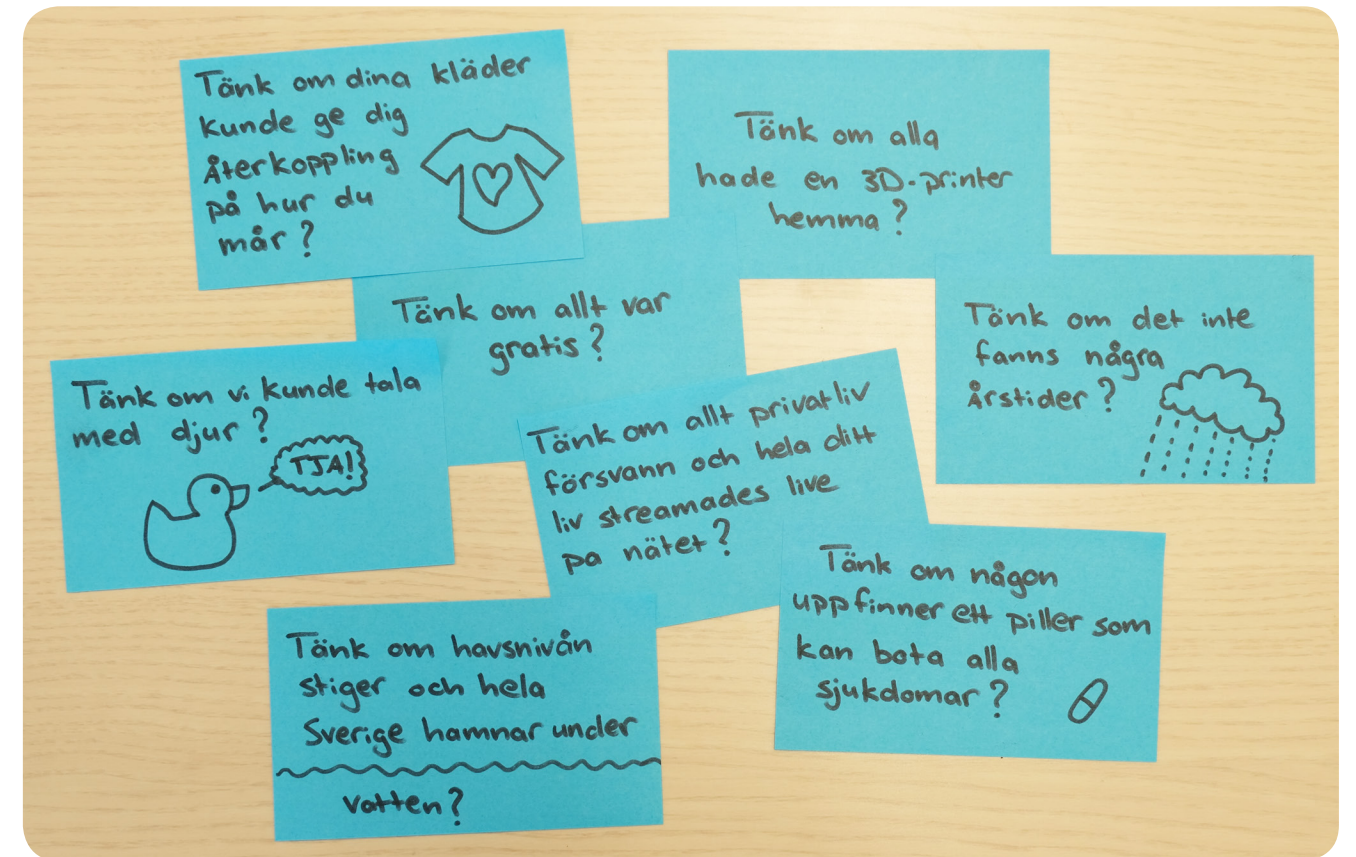 Tänk om dina kläder
kunde ge dig
återkoppling
på hur du
mår?
Tänk om alla
hade en 3D-printer
hemma?
Tänk om allt var
gratis?
Tänk om det inte
fanns några
årstider?
Tänk om vi kunde tala
med djur?
TJA!
Tänk om allt privatliv
försvann och hela ditt
liv streamades live
pa nätet?
Tänk om någon
uppfinner ett piller som
kan bota alla
sjukdomar?
Tänk om havsnivån
stiger och hela
Sverige hamnar under
vatten?